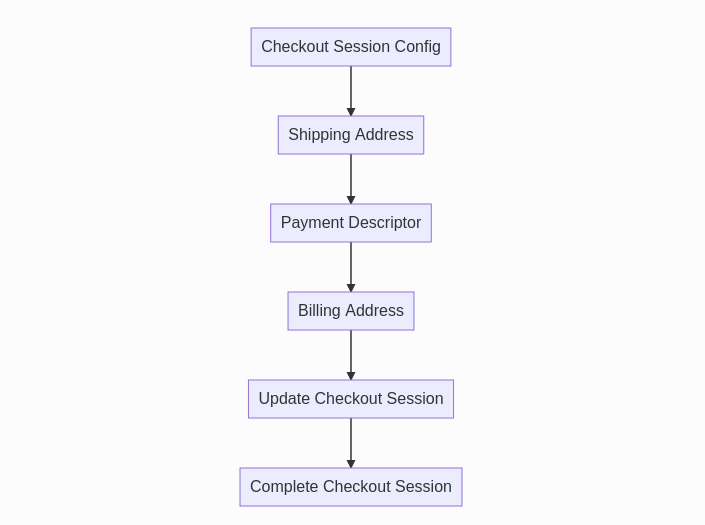 Checkout Session Config
Shipping Address
Payment Descriptor
Billing Address
Update Checkout Session
Complete Checkout Session